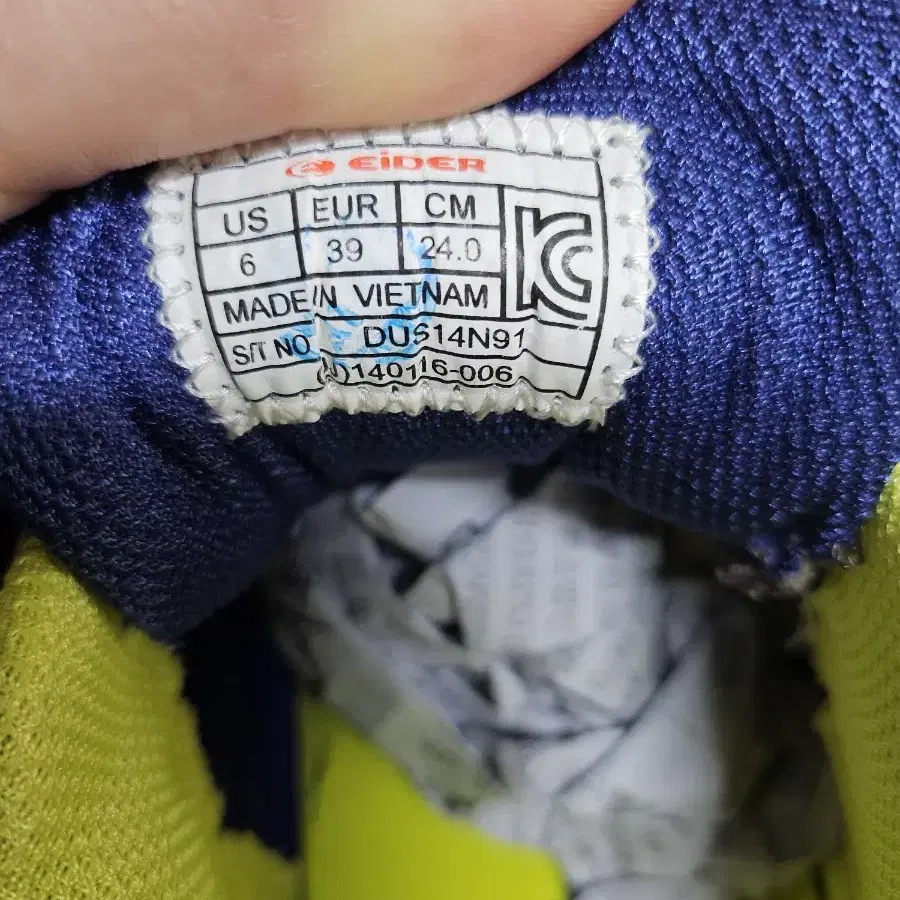 EiDER
US EUR CM
6 39 24.0
MADE IN VIETNAM
S/T NO DUS14N91
140116-006